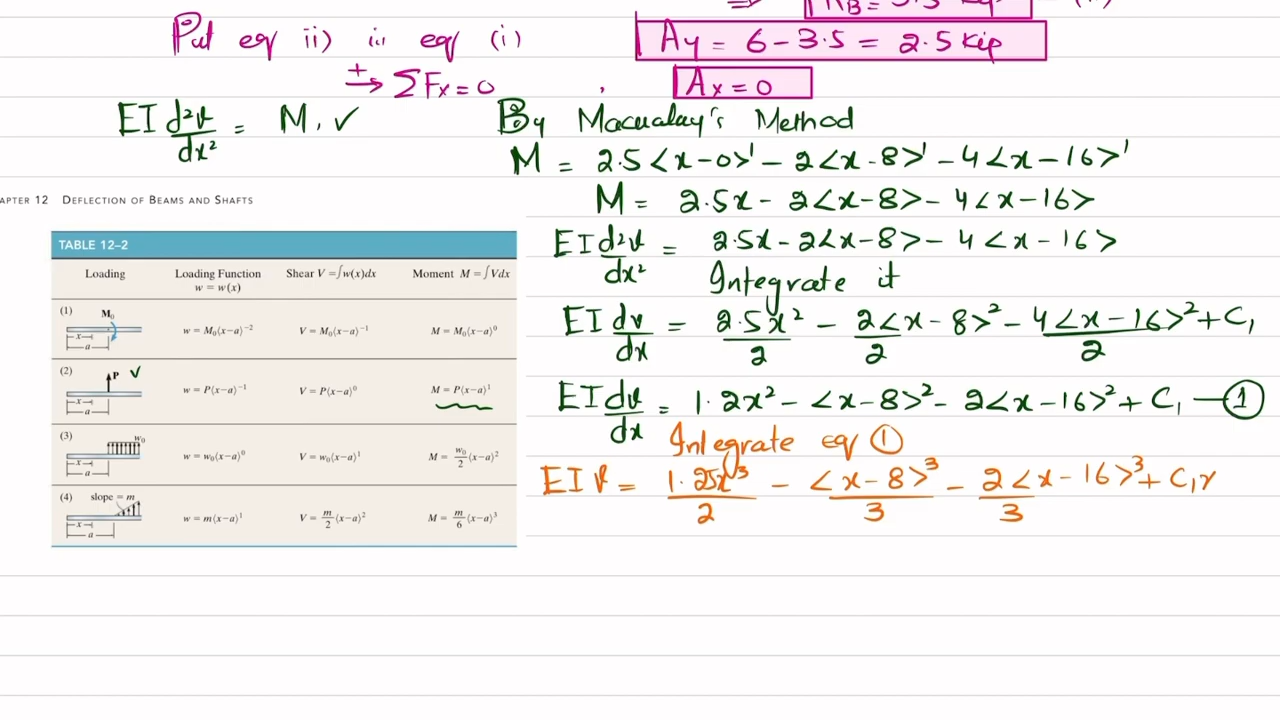 Put eq ii) in eq (i)
Ay = 6 - 3.5 = 2.5 kip
+→ ΣFx = 0 , Ax = 0
EI d²v/dx² = M. ✓
By Macualay's Method
M = 2.5<x-0>¹ - 2<x-8>¹ - 4<x-16>¹
M = 2.5x - 2<x-8> - 4<x-16>
EI d²v/dx² = 2.5x - 2<x-8> - 4<x-16>
Integrate it
EI dv/dx = 2.5x²/2 - 2<x-8>²/2 - 4<x-16>²/2 + C₁
EI dv/dx = 1.2x² - <x-8>² - 2<x-16>² + C₁ —①
Integrate eq ①
EI v = 1.25x³/2 - <x-8>³/3 - 2<x-16>³/3 + C₁x
APTER 12 DEFLECTION OF BEAMS AND SHAFTS
TABLE 12–2
Loading
Loading Function w = w(x)
Shear V = ∫w(x)dx
Moment M = ∫Vdx
(1) M₀ x a
w = M₀⟨x−a⟩⁻²
V = M₀⟨x−a⟩⁻¹
M = M₀⟨x−a⟩⁰
(2) P ✓ x a
w = P⟨x−a⟩⁻¹
V = P⟨x−a⟩⁰
M = P⟨x−a⟩¹
(3) w₀ x a
w = w₀⟨x−a⟩⁰
V = w₀⟨x−a⟩¹
M = w₀/2⟨x−a⟩²
(4) slope = m x a
w = m⟨x−a⟩¹
V = m/2⟨x−a⟩²
M = m/6⟨x−a⟩³